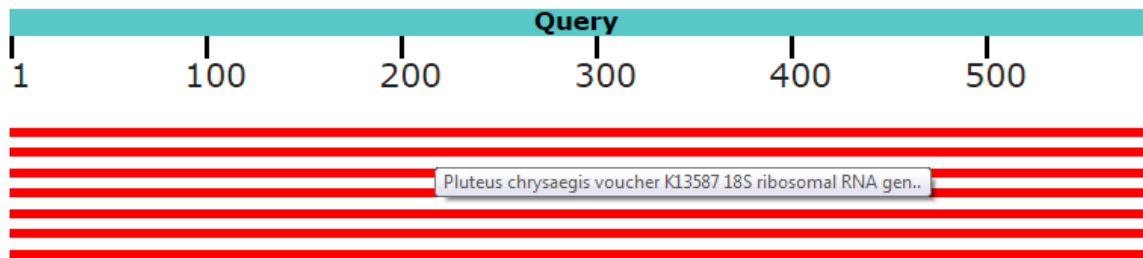 Query
1 100 200 300 400 500
Pluteus chrysaegis voucher K13587 18S ribosomal RNA gen..